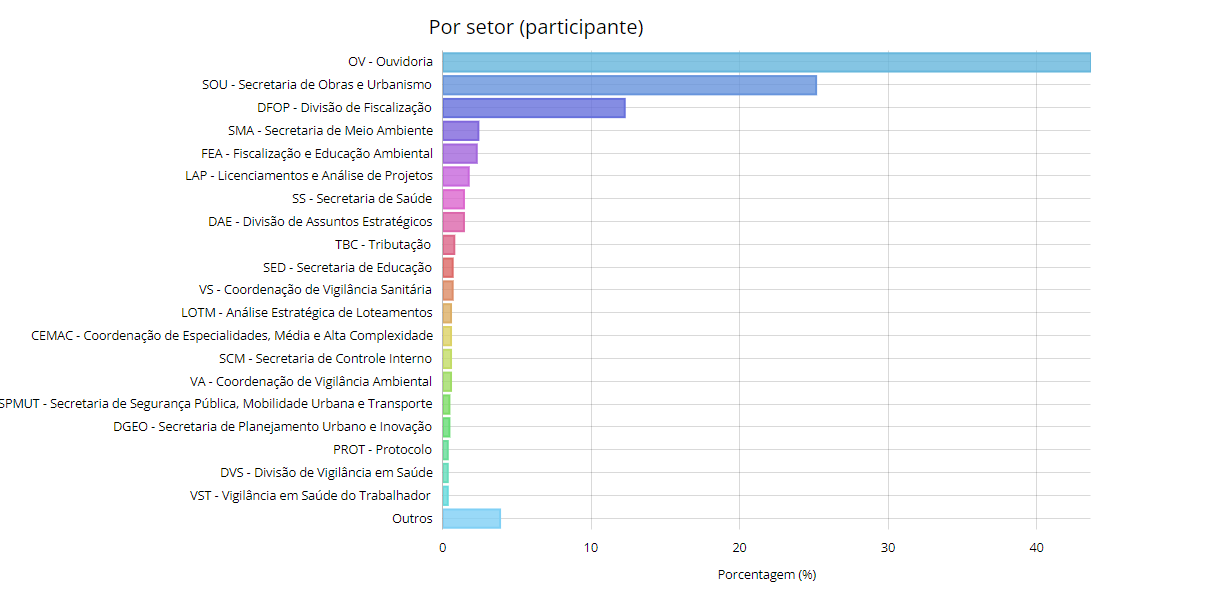 Por setor (participante)
OV - Ouvidoria
SOU - Secretaria de Obras e Urbanismo
DFOP - Divisão de Fiscalização
SMA - Secretaria de Meio Ambiente
FEA - Fiscalização e Educação Ambiental
LAP - Licenciamentos e Análise de Projetos
SS - Secretaria de Saúde
DAE - Divisão de Assuntos Estratégicos
TBC - Tributação
SED - Secretaria de Educação
VS - Coordenação de Vigilância Sanitária
LOTM - Análise Estratégica de Loteamentos
CEMAC - Coordenação de Especialidades, Média e Alta Complexidade
SCM - Secretaria de Controle Interno
VA - Coordenação de Vigilância Ambiental
SPMUT - Secretaria de Segurança Pública, Mobilidade Urbana e Transporte
DGEO - Secretaria de Planejamento Urbano e Inovação
PROT - Protocolo
DVS - Divisão de Vigilância em Saúde
VST - Vigilância em Saúde do Trabalhador
Outros
0 10 20 30 40
Porcentagem (%)